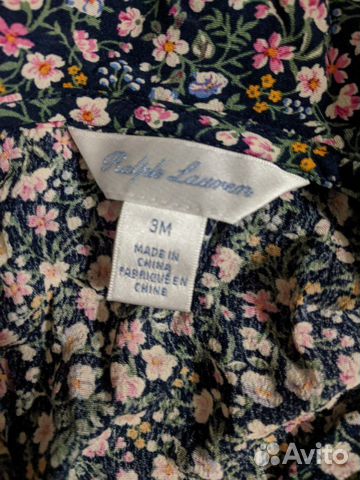 Ralph Lauren
3M
MADE IN
CHINA
FABRIQUÉ EN
CHINE
Avito